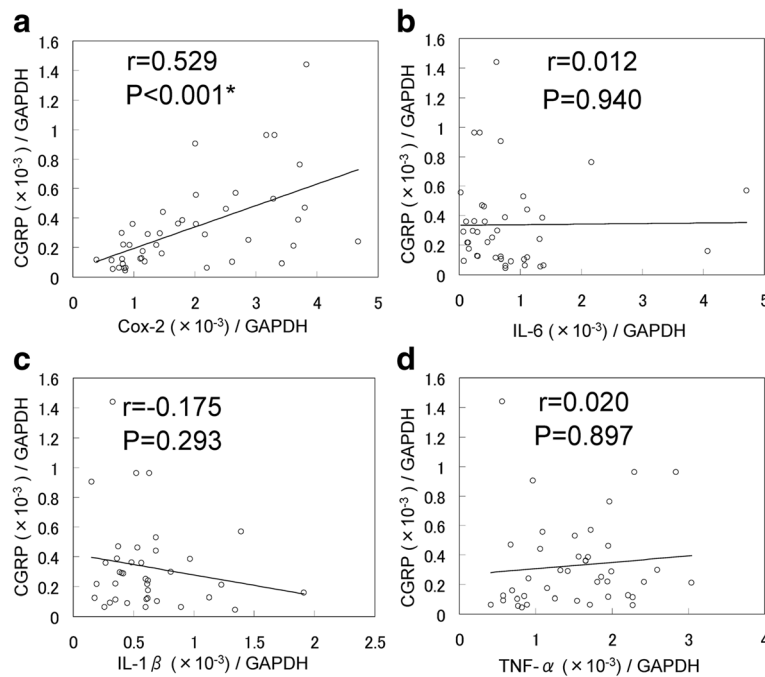 a
r=0.529
P<0.001*
CGRP (×10⁻³) / GAPDH
1.6
1.4
1.2
1
0.8
0.6
0.4
0.2
0
0 1 2 3 4 5
Cox-2 (×10⁻³) / GAPDH
b
r=0.012
P=0.940
CGRP (×10⁻³) / GAPDH
1.6
1.4
1.2
1
0.8
0.6
0.4
0.2
0
0 1 2 3 4 5
IL-6 (×10⁻³) / GAPDH
c
r=-0.175
P=0.293
CGRP (×10⁻³) / GAPDH
1.6
1.4
1.2
1
0.8
0.6
0.4
0.2
0
0 0.5 1 1.5 2 2.5
IL-1β (×10⁻³) / GAPDH
d
r=0.020
P=0.897
CGRP (×10⁻³) / GAPDH
1.6
1.4
1.2
1
0.8
0.6
0.4
0.2
0
0 1 2 3 4
TNF-α (×10⁻³) / GAPDH